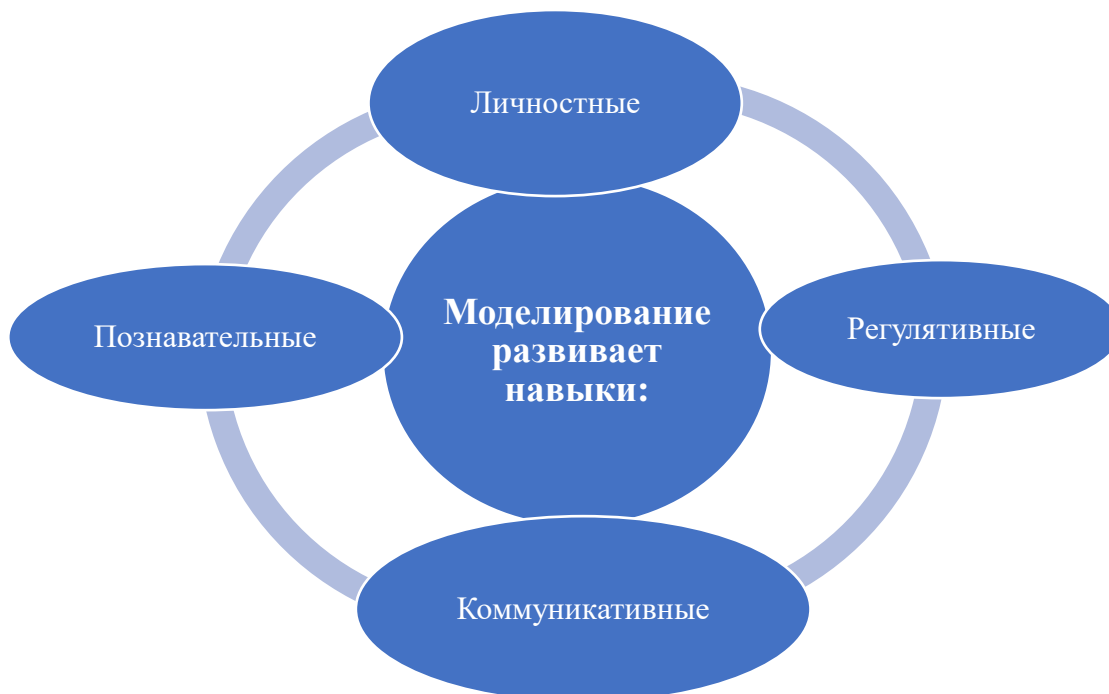 Личностные
Познавательные
Моделирование
развивает
навыки:
Регулятивные
Коммуникативные